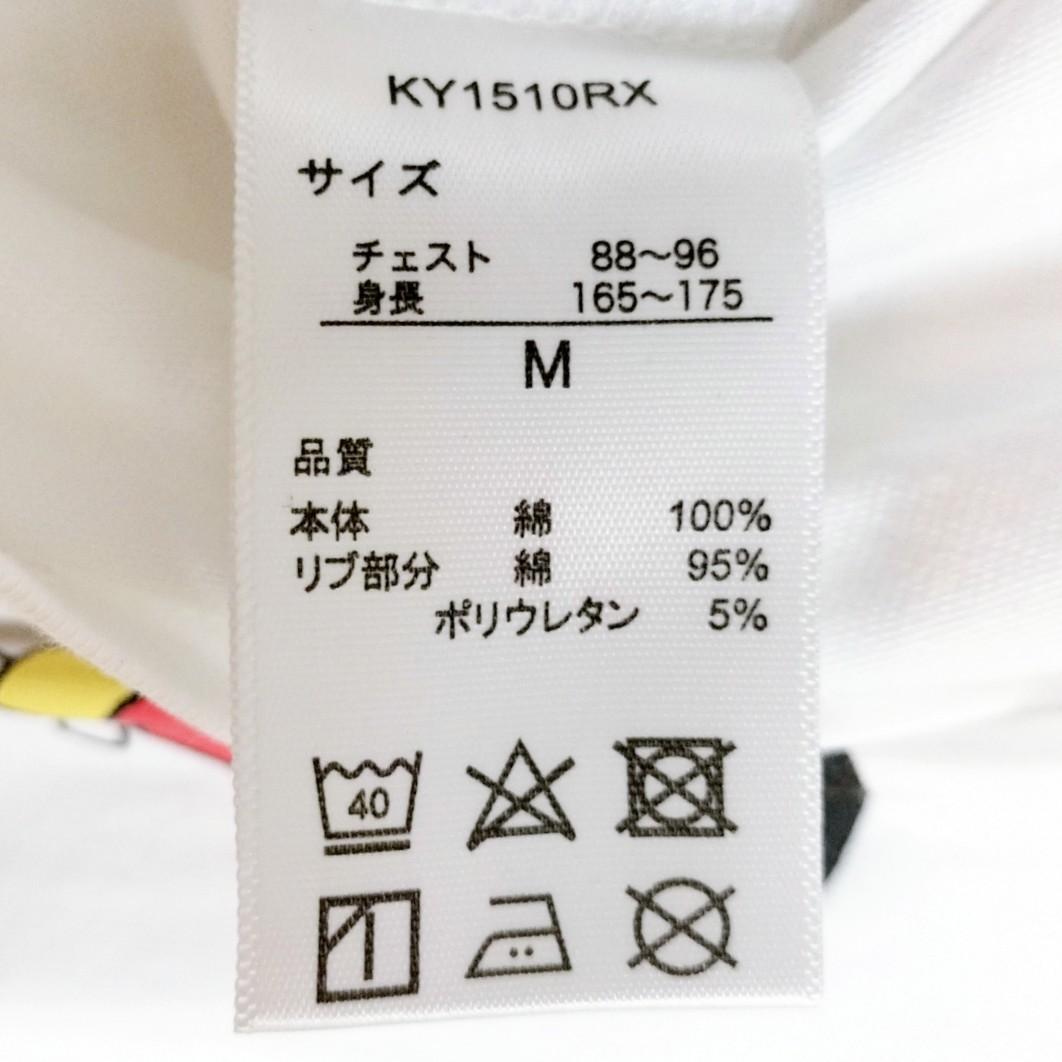 KY1510RX
サイズ
チェスト 88〜96
身長 165〜175
M
品質
本体 綿 100%
リブ部分 綿 95%
ポリウレタン 5%
40